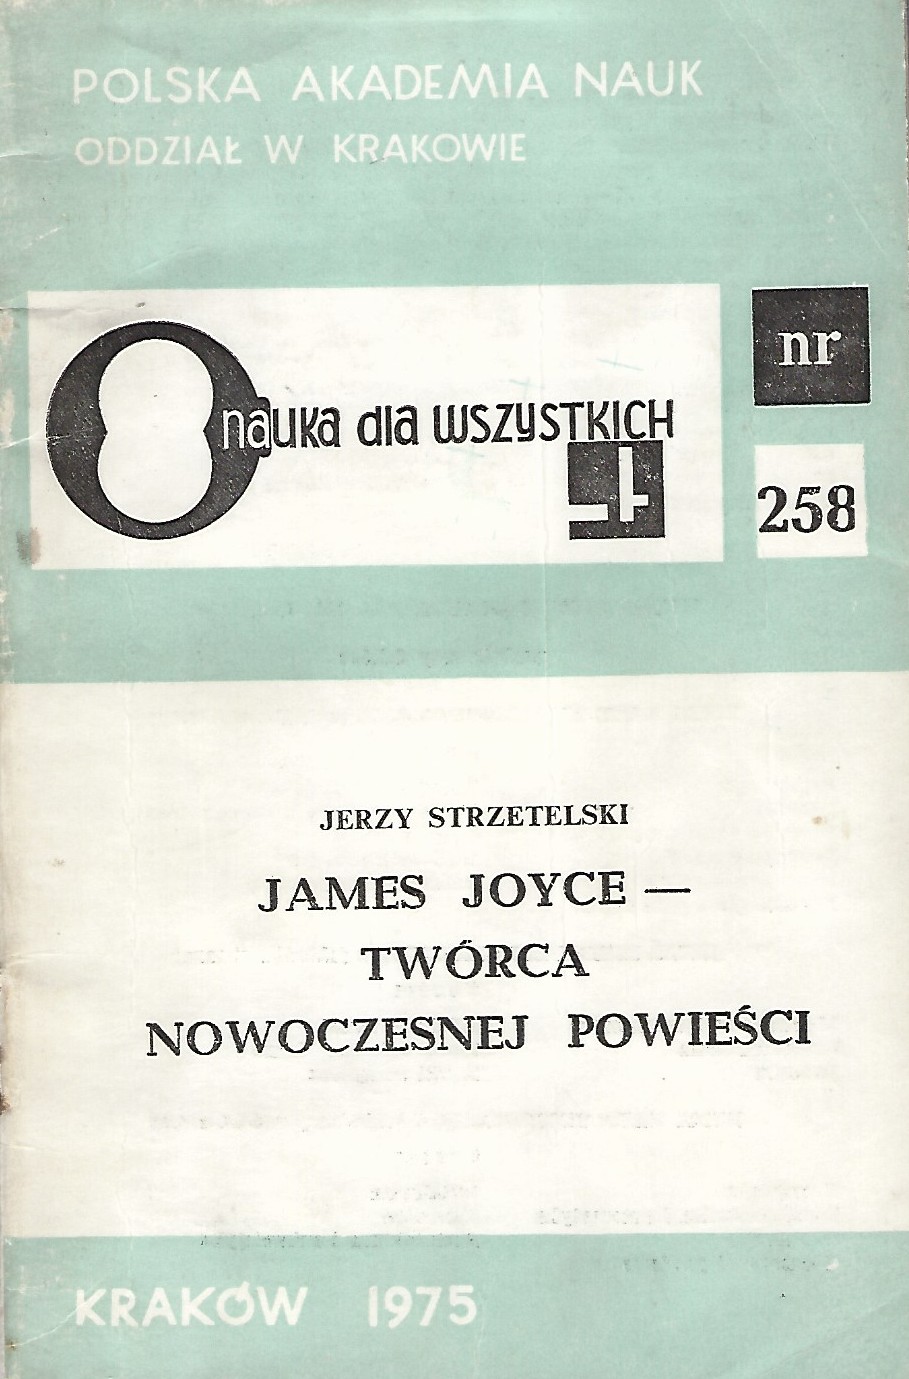 POLSKA AKADEMIA NAUK
ODDZIAŁ W KRAKOWIE
nauka dla wszystkich
nr
258
JERZY STRZETELSKI
JAMES JOYCE —
TWÓRCA
NOWOCZESNEJ POWIEŚCI
KRAKÓW 1975